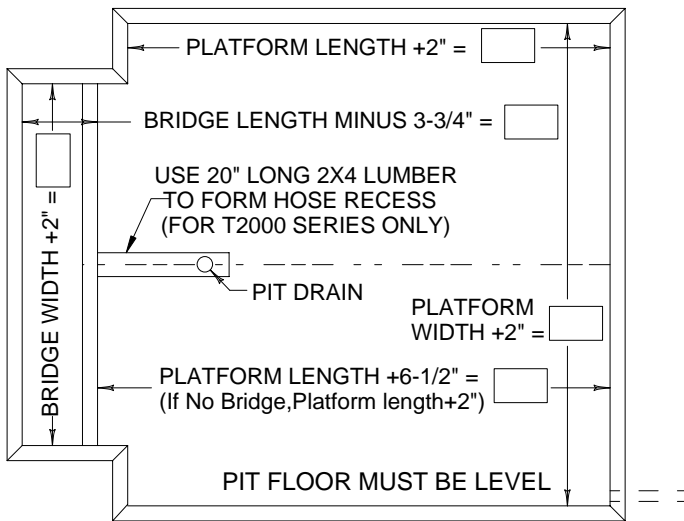 PLATFORM LENGTH +2" =
BRIDGE LENGTH MINUS 3-3/4" =
BRIDGE WIDTH +2" =
USE 20" LONG 2X4 LUMBER
TO FORM HOSE RECESS
(FOR T2000 SERIES ONLY)
PIT DRAIN
PLATFORM
WIDTH +2" =
PLATFORM LENGTH +6-1/2" =
(If No Bridge,Platform length+2")
PIT FLOOR MUST BE LEVEL